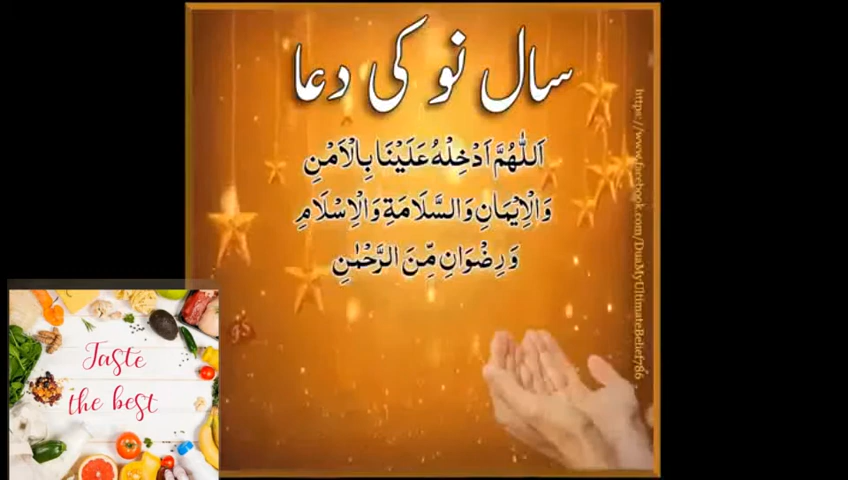 سال نو کی دعا
اَللّٰهُمَّ اَدْخِلْهُ عَلَيْنَا بِالْاَمْنِ
وَالْاِيْمَانِ وَالسَّلَامَةِ وَالْاِسْلَامِ
وَرِضْوَانٍ مِّنَ الرَّحْمٰنِ
https://www.facebook.com/DuaMyUltimateBelief786
Taste
the best